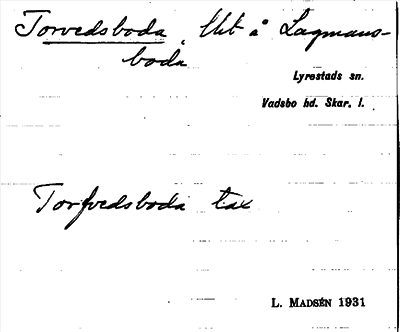 Torvedsboda, Utt å Lagmans-
boda
Lyrestads sn.
Vadsbo hd. Skar. l.
Torfvedsboda tax
L. MADSÉN 1931